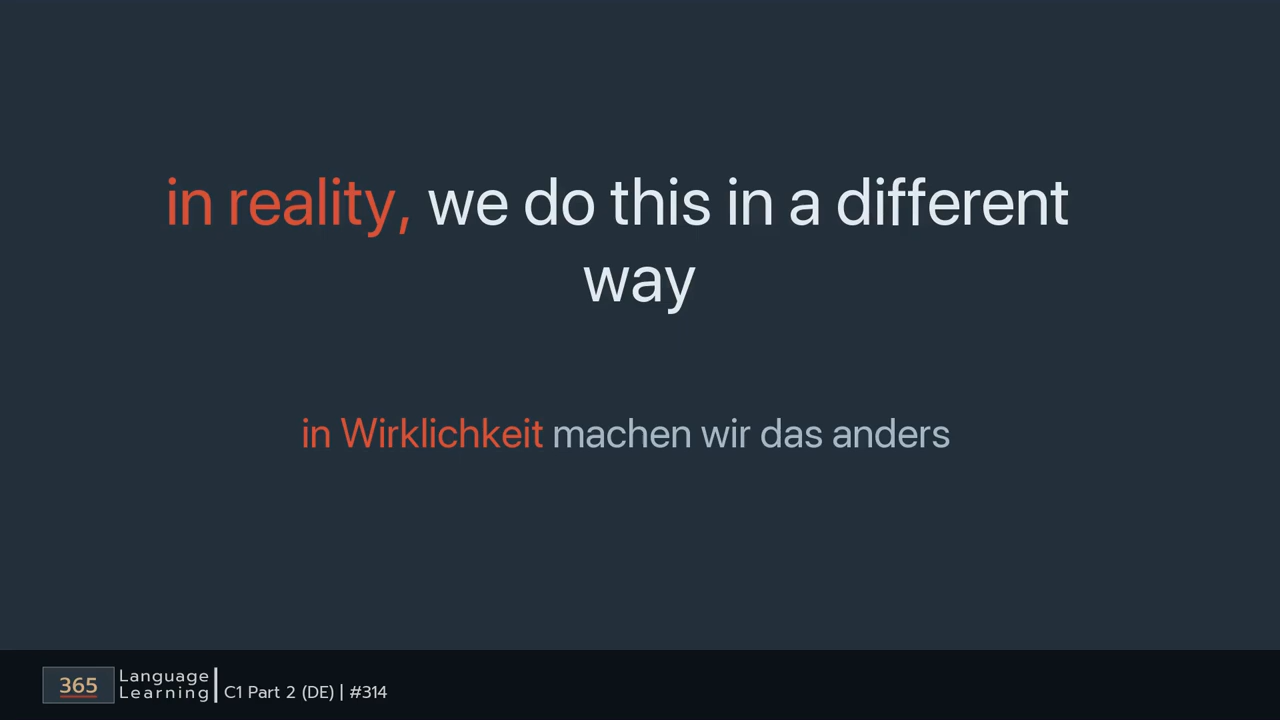 in reality, we do this in a different
way
in Wirklichkeit machen wir das anders
365
Language
Learning
C1 Part 2 (DE) | #314